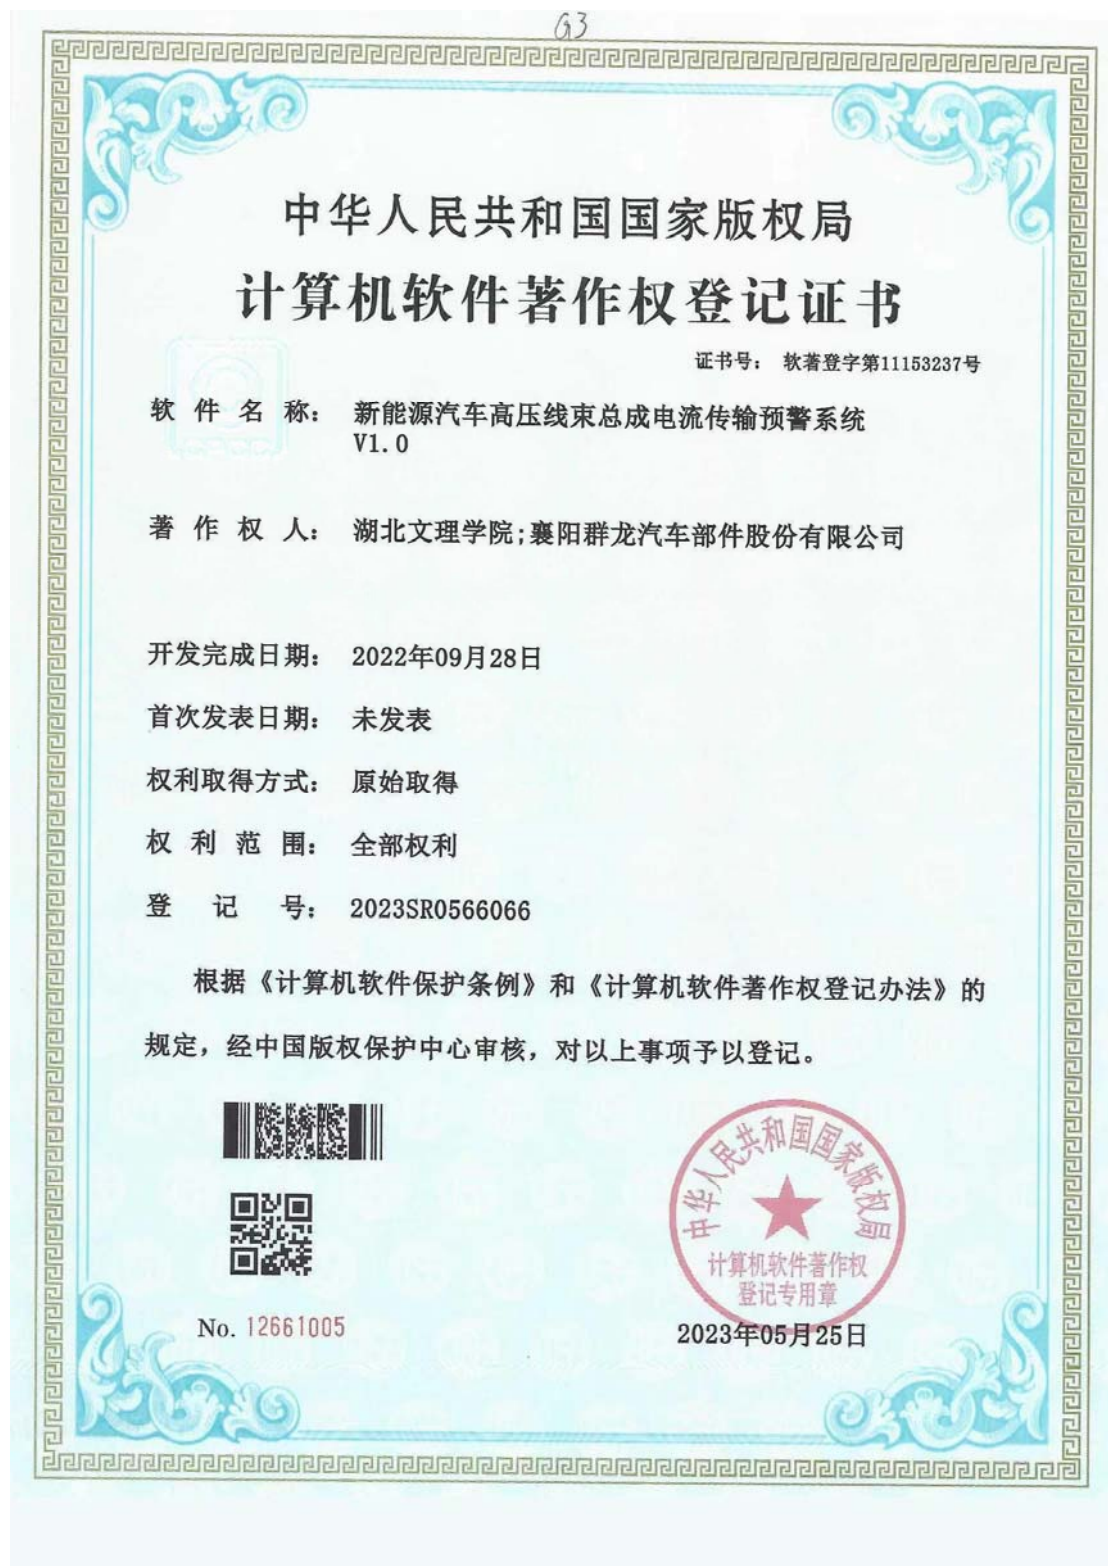 G3
中华人民共和国国家版权局
计算机软件著作权登记证书
证书号： 软著登字第11153237号
软件名称： 新能源汽车高压线束总成电流传输预警系统
V1.0
著作权人： 湖北文理学院;襄阳群龙汽车部件股份有限公司
开发完成日期： 2022年09月28日
首次发表日期： 未发表
权利取得方式： 原始取得
权利范围： 全部权利
登记号： 2023SR0566066
根据《计算机软件保护条例》和《计算机软件著作权登记办法》的
规定，经中国版权保护中心审核，对以上事项予以登记。
中华人民共和国国家版权局
计算机软件著作权
登记专用章
No. 12661005
2023年05月25日